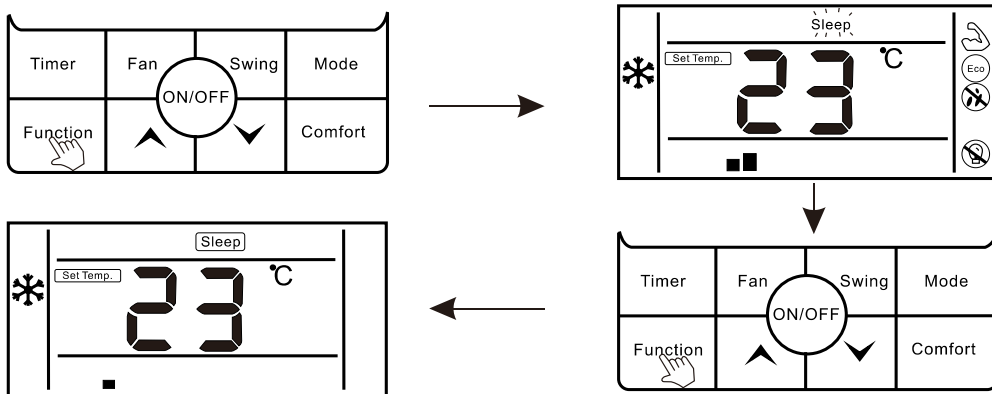 Timer Fan Swing Mode
ON/OFF
Function Comfort
Sleep
Set Temp. 23 °C
Eco
Sleep
Set Temp. 23 °C
Timer Fan Swing Mode
ON/OFF
Function Comfort